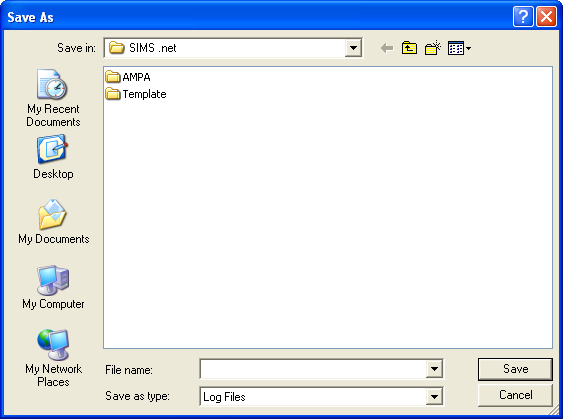 Save As
Save in:
SIMS .net
My Recent
Documents
Desktop
My Documents
My Computer
My Network
Places
AMPA
Template
File name:
Save
Save as type:
Log Files
Cancel